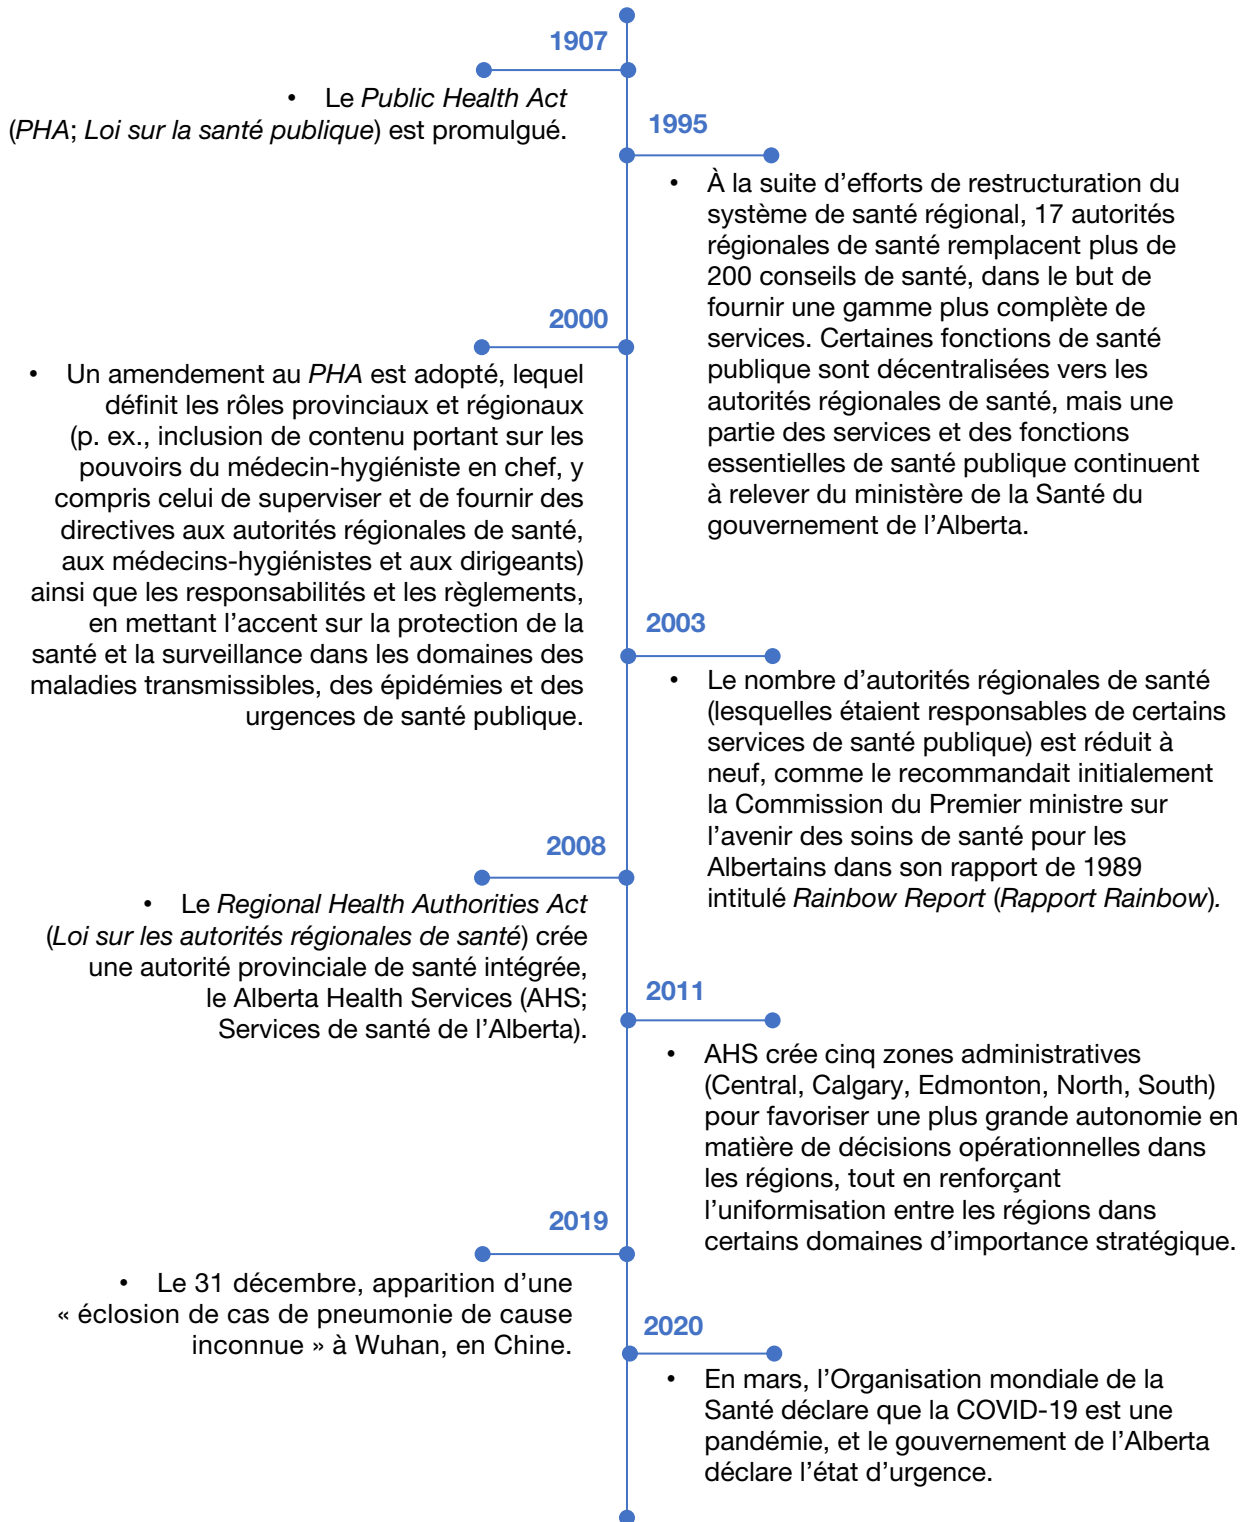 1907
• Le Public Health Act
(PHA; Loi sur la santé publique) est promulgué.
1995
• À la suite d’efforts de restructuration du
système de santé régional, 17 autorités
régionales de santé remplacent plus de
200 conseils de santé, dans le but de
fournir une gamme plus complète de
services. Certaines fonctions de santé
publique sont décentralisées vers les
autorités régionales de santé, mais une
partie des services et des fonctions
essentielles de santé publique continuent
à relever du ministère de la Santé du
gouvernement de l’Alberta.
2000
• Un amendement au PHA est adopté, lequel
définit les rôles provinciaux et régionaux
(p. ex., inclusion de contenu portant sur les
pouvoirs du médecin-hygiéniste en chef, y
compris celui de superviser et de fournir des
directives aux autorités régionales de santé,
aux médecins-hygiénistes et aux dirigeants)
ainsi que les responsabilités et les règlements,
en mettant l’accent sur la protection de la
santé et la surveillance dans les domaines des
maladies transmissibles, des épidémies et des
urgences de santé publique.
2003
• Le nombre d’autorités régionales de santé
(lesquelles étaient responsables de certains
services de santé publique) est réduit à
neuf, comme le recommandait initialement
la Commission du Premier ministre sur
l’avenir des soins de santé pour les
Albertains dans son rapport de 1989
intitulé Rainbow Report (Rapport Rainbow).
2008
• Le Regional Health Authorities Act
(Loi sur les autorités régionales de santé) crée
une autorité provinciale de santé intégrée,
le Alberta Health Services (AHS;
Services de santé de l’Alberta).
2011
• AHS crée cinq zones administratives
(Central, Calgary, Edmonton, North, South)
pour favoriser une plus grande autonomie en
matière de décisions opérationnelles dans
les régions, tout en renforçant
l’uniformisation entre les régions dans
certains domaines d’importance stratégique.
2019
• Le 31 décembre, apparition d’une
« éclosion de cas de pneumonie de cause
inconnue » à Wuhan, en Chine.
2020
• En mars, l’Organisation mondiale de la
Santé déclare que la COVID-19 est une
pandémie, et le gouvernement de l’Alberta
déclare l’état d’urgence.